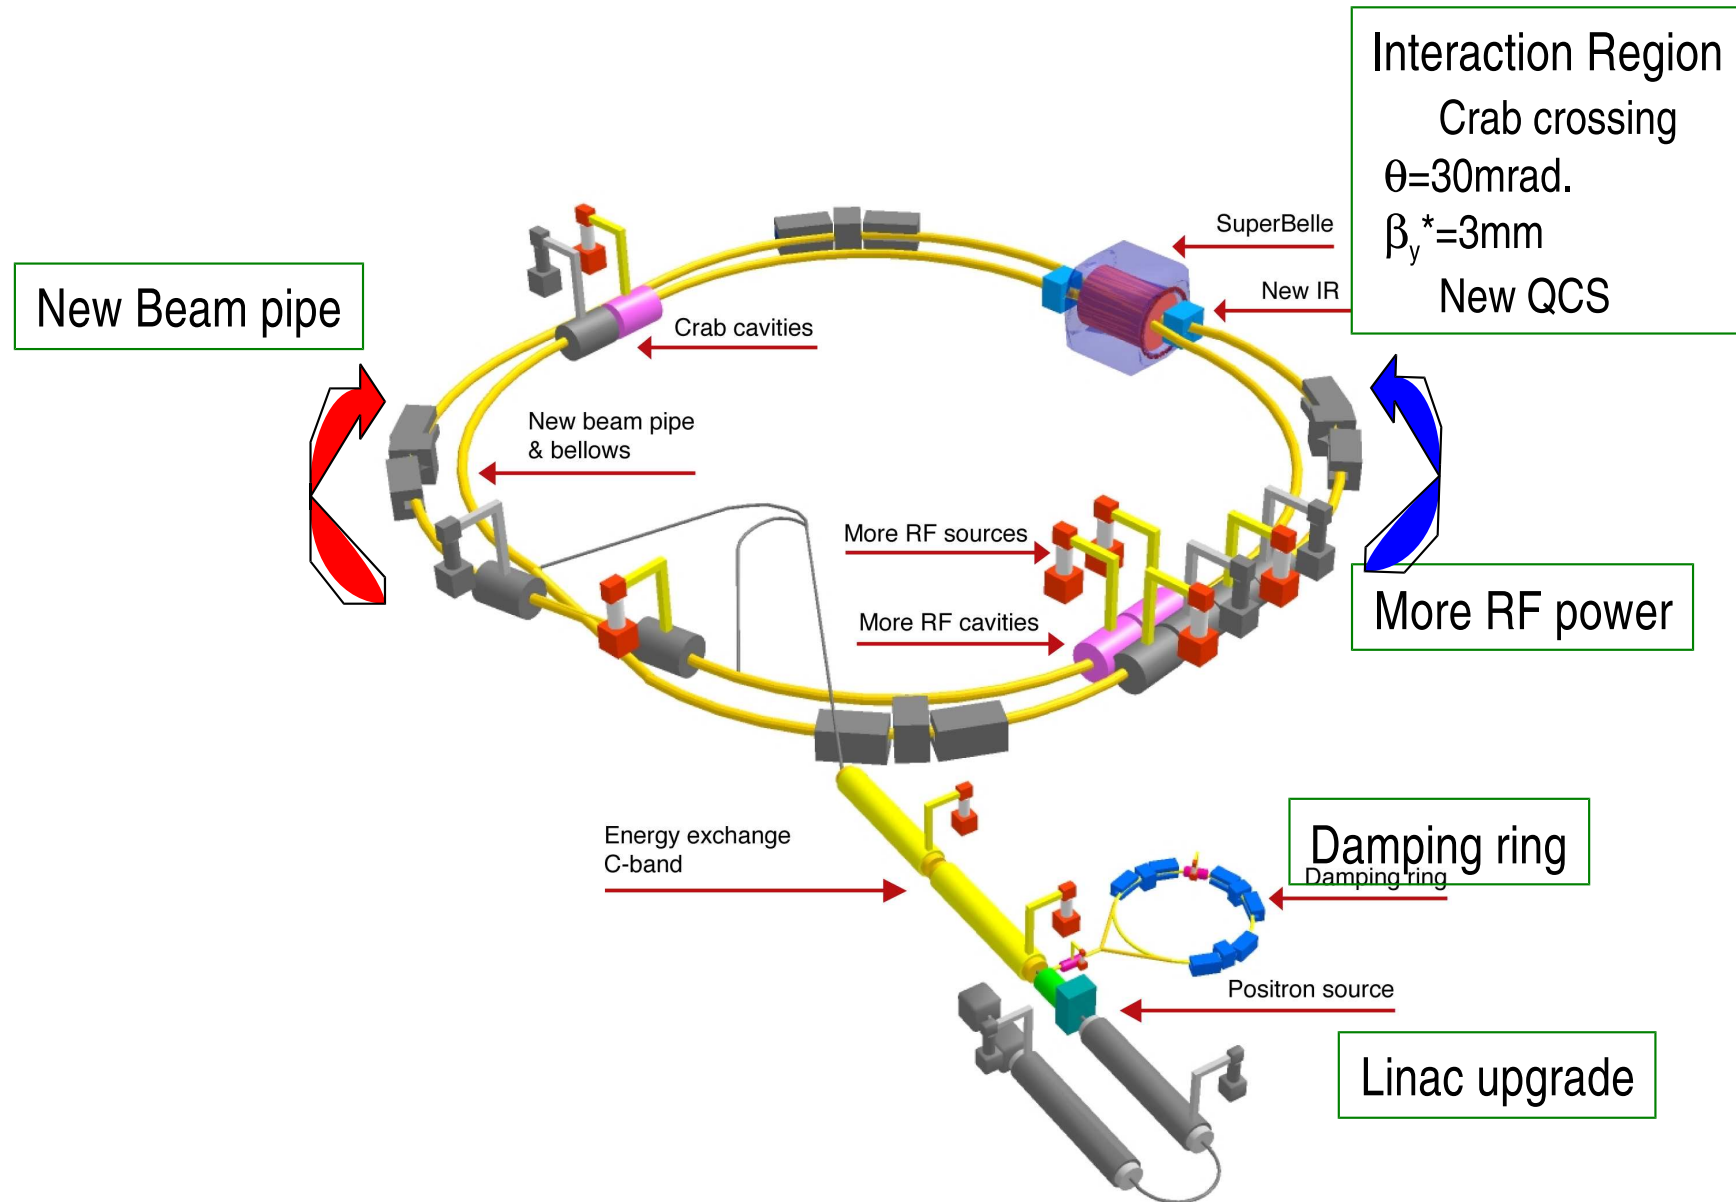 Interaction Region
Crab crossing
θ=30mrad.
βy*=3mm
New QCS
SuperBelle
New IR
New Beam pipe
Crab cavities
New beam pipe
& bellows
More RF sources
More RF cavities
More RF power
Energy exchange
C-band
Damping ring
Damping ring
Positron source
Linac upgrade